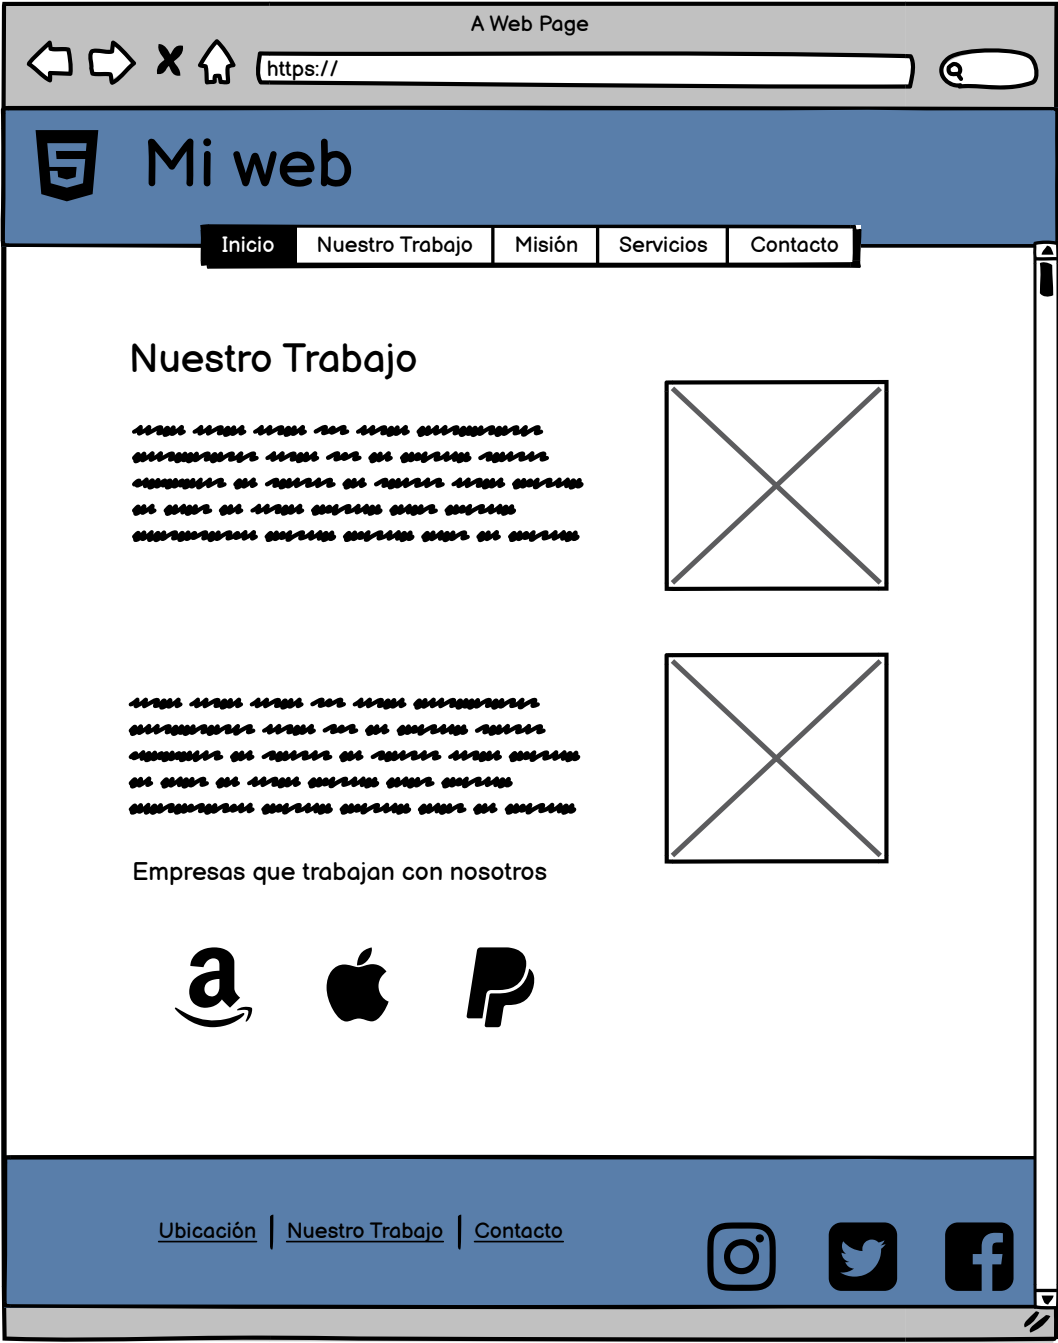 A Web Page
https://
Mi web
Inicio Nuestro Trabajo Misión Servicios Contacto
Nuestro Trabajo
Empresas que trabajan con nosotros
Ubicación Nuestro Trabajo Contacto